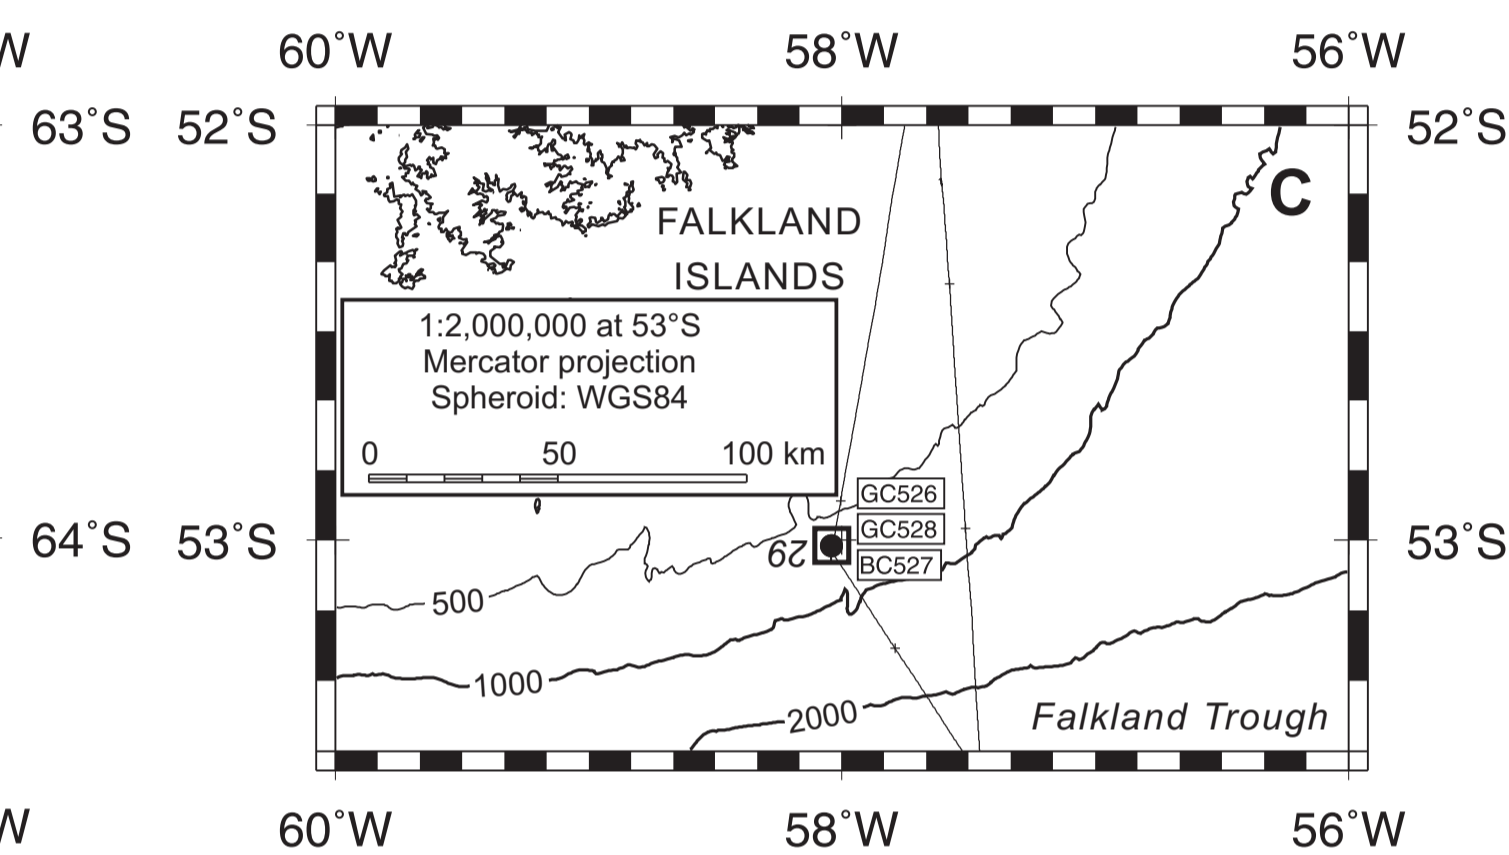 W 60°W 58°W 56°W
63°S 52°S 52°S
C
FALKLAND
ISLANDS
1:2,000,000 at 53°S
Mercator projection
Spheroid: WGS84
0 50 100 km
GC526
GC528
BC527
29
64°S 53°S 53°S
500
1000
2000
Falkland Trough
W 60°W 58°W 56°W